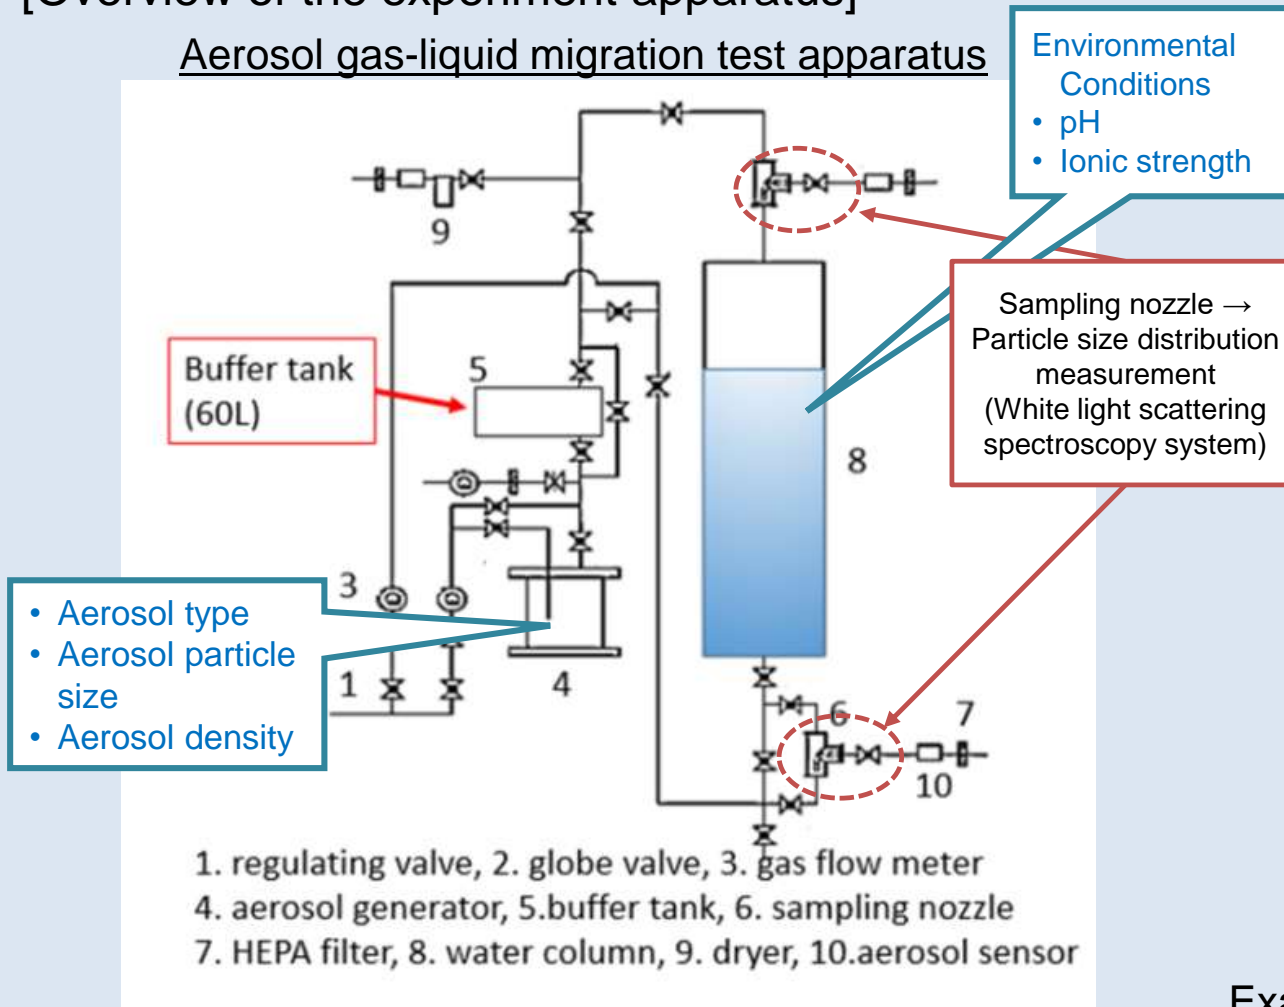 [Overview of the experiment apparatus]
Aerosol gas-liquid migration test apparatus
Environmental
Conditions
• pH
• Ionic strength
9
Sampling nozzle →
Particle size distribution
measurement
(White light scattering
spectroscopy system)
Buffer tank
(60L)
5
8
• Aerosol type
• Aerosol particle
size
• Aerosol density
3
1
4
6
7
10
1. regulating valve, 2. globe valve, 3. gas flow meter
4. aerosol generator, 5.buffer tank, 6. sampling nozzle
7. HEPA filter, 8. water column, 9. dryer, 10.aerosol sensor